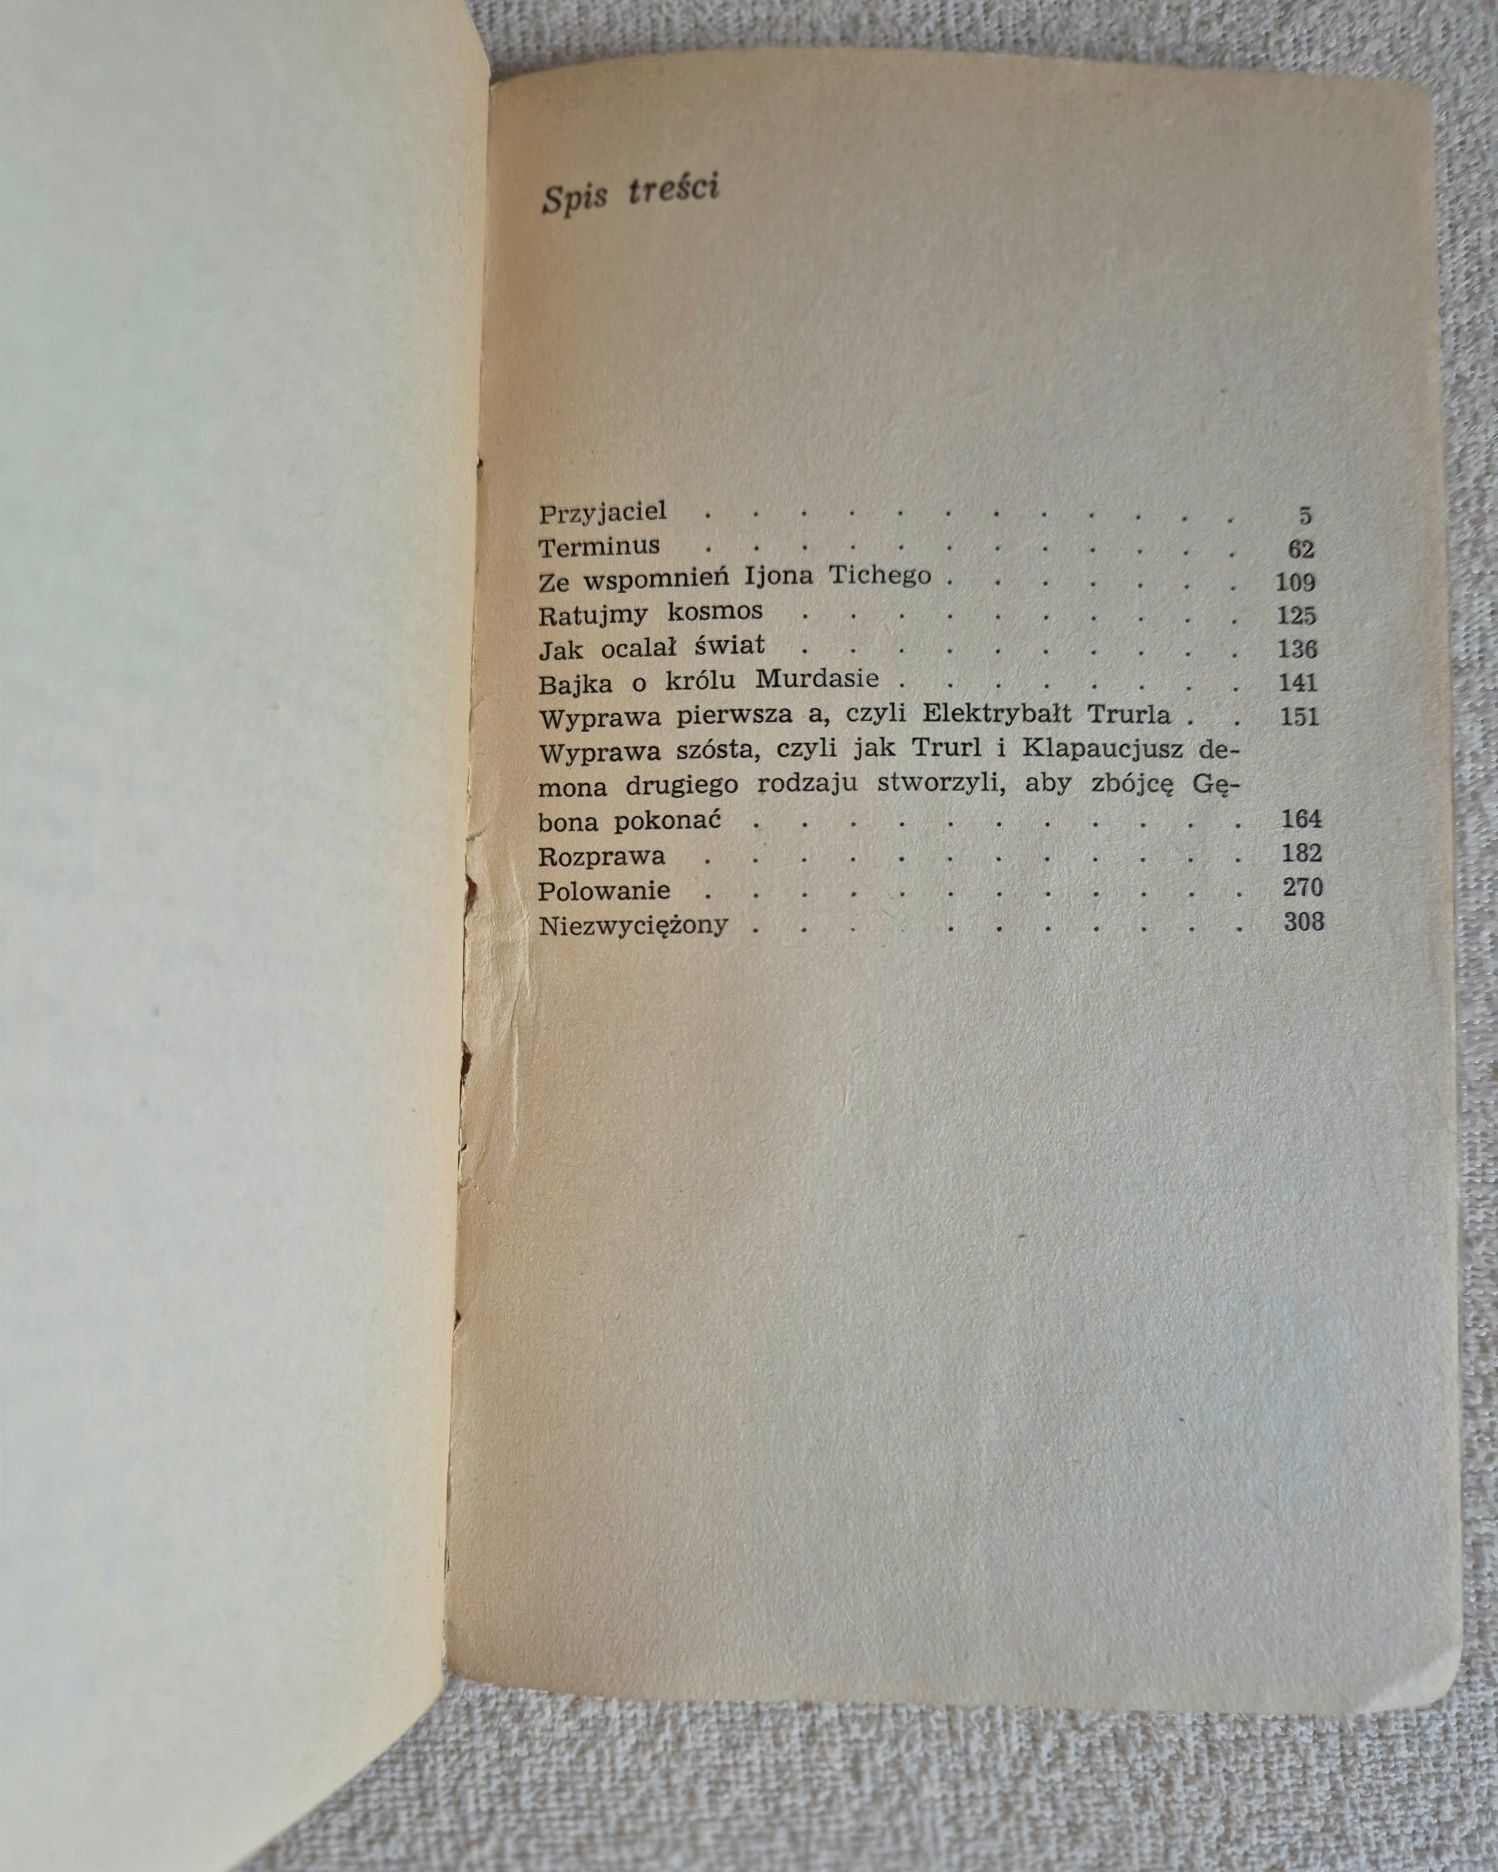 Spis treści
Przyjaciel . . . . . . . . . . . . 5
Terminus . . . . . . . . . . . . 62
Ze wspomnień Ijona Tichego . . . . . . . 109
Ratujmy kosmos . . . . . . . . . . 125
Jak ocalał świat . . . . . . . . . . 136
Bajka o królu Murdasie . . . . . . . . 141
Wyprawa pierwsza a, czyli Elektrybałt Trurla . . 151
Wyprawa szósta, czyli jak Trurl i Klapaucjusz de-
mona drugiego rodzaju stworzyli, aby zbójcę Gę-
bona pokonać . . . . . . . . . . . 164
Rozprawa . . . . . . . . . . . . 182
Polowanie . . . . . . . . . . . . 270
Niezwyciężony . . . . . . . . . . . 308